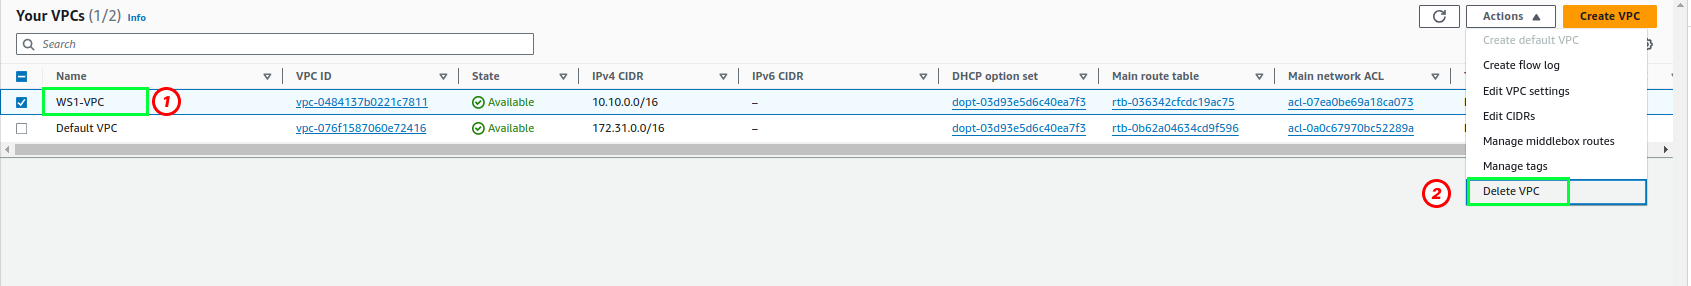 Your VPCs (1/2) Info
Actions
Create VPC
Search
Create default VPC
Create flow log
Edit VPC settings
Edit CIDRs
Manage middlebox routes
Manage tags
Delete VPC
2
Name VPC ID State IPv4 CIDR IPv6 CIDR DHCP option set Main route table Main network ACL
WS1-VPC 1 vpc-0484137b0221c7811 Available 10.10.0.0/16 – dopt-03d93e5d6c40ea7f3 rtb-036342cfcdc19ac75 acl-07ea0be69a18ca073
Default VPC vpc-076f1587060e72416 Available 172.31.0.0/16 – dopt-03d93e5d6c40ea7f3 rtb-0b62a04634cd9f596 acl-0a0c67970bc52289a